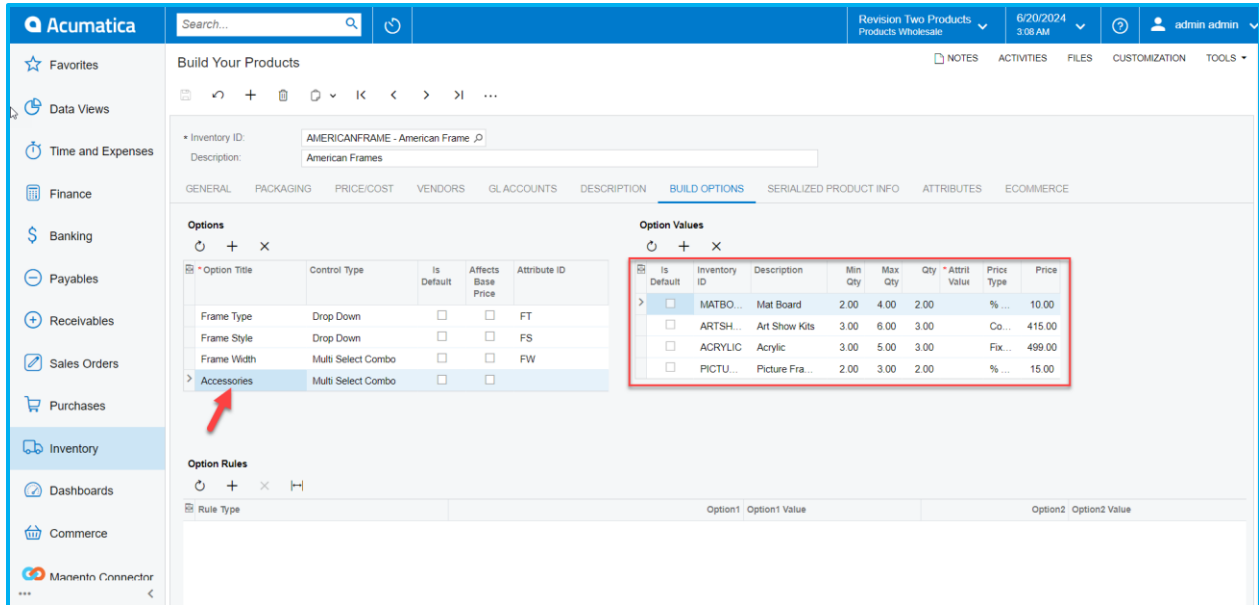 Acumatica
Search...
Revision Two Products
Products Wholesale
6/20/2024
3:08 AM
admin admin
Favorites
Data Views
Time and Expenses
Finance
Banking
Payables
Receivables
Sales Orders
Purchases
Inventory
Dashboards
Commerce
Magento Connector
Build Your Products
NOTES ACTIVITIES FILES CUSTOMIZATION TOOLS
* Inventory ID: AMERICANFRAME - American Frame
Description: American Frames
GENERAL PACKAGING PRICE/COST VENDORS GL ACCOUNTS DESCRIPTION BUILD OPTIONS SERIALIZED PRODUCT INFO ATTRIBUTES ECOMMERCE
Options
* Option Title Control Type Is Default Affects Base Price Attribute ID
Frame Type Drop Down FT
Frame Style Drop Down FS
Frame Width Multi Select Combo FW
Accessories Multi Select Combo
Option Values
Is Default Inventory ID Description Min Qty Max Qty Qty * Attril Value Price Type Price
MATBO... Mat Board 2.00 4.00 2.00 % ... 10.00
ARTSH... Art Show Kits 3.00 6.00 3.00 Co... 415.00
ACRYLIC Acrylic 3.00 5.00 3.00 Fix... 499.00
PICTU... Picture Fra... 2.00 3.00 2.00 % ... 15.00
Option Rules
Rule Type Option1 Option1 Value Option2 Option2 Value